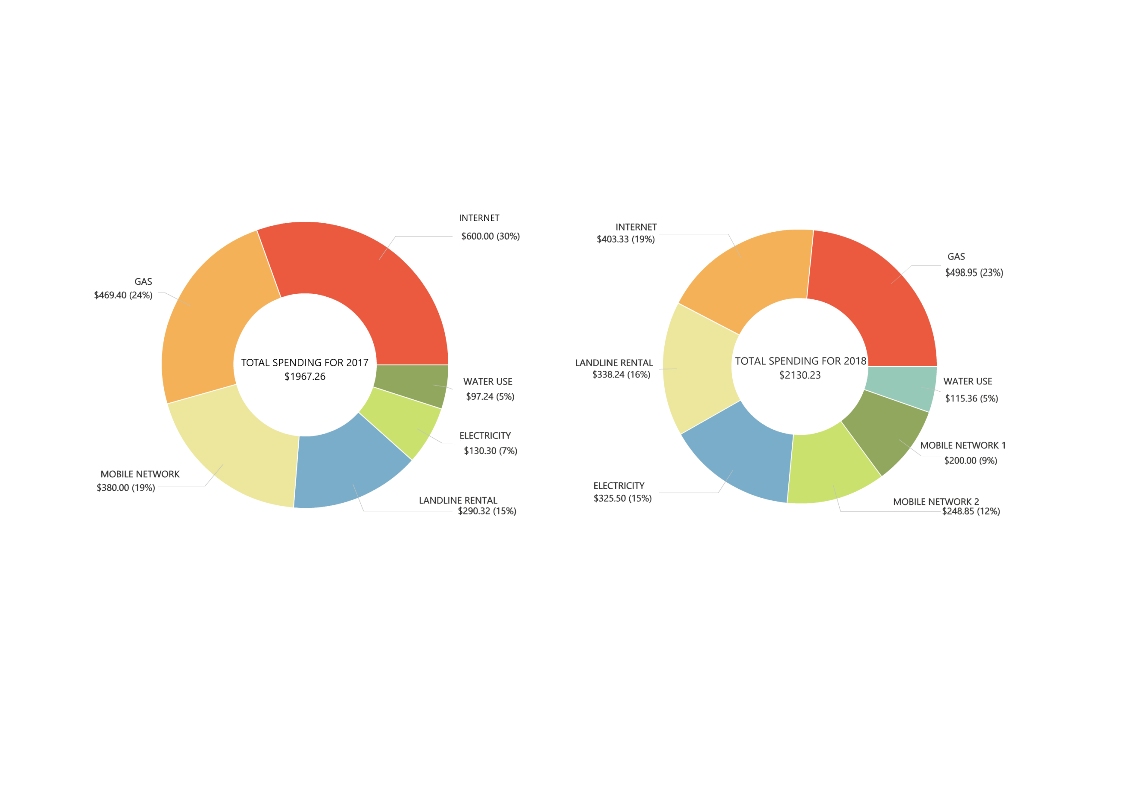 INTERNET
$600.00 (30%)
GAS
$469.40 (24%)
TOTAL SPENDING FOR 2017
$1967.26
WATER USE
$97.24 (5%)
ELECTRICITY
$130.30 (7%)
MOBILE NETWORK
$380.00 (19%)
LANDLINE RENTAL
$290.32 (15%)
INTERNET
$403.33 (19%)
GAS
$498.95 (23%)
LANDLINE RENTAL
$338.24 (16%)
TOTAL SPENDING FOR 2018
$2130.23
WATER USE
$115.36 (5%)
MOBILE NETWORK 1
$200.00 (9%)
ELECTRICITY
$325.50 (15%)
MOBILE NETWORK 2
$248.85 (12%)